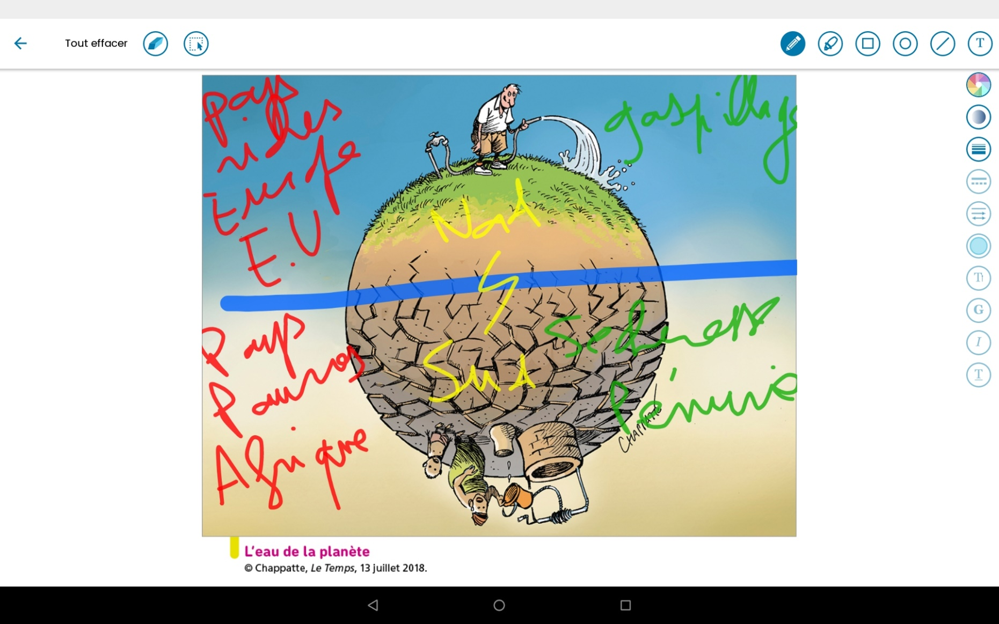 Tout effacer
T
pays
riches
Europe
E.U
gaspillage
Nord
Sud
Pays
Pauvres
Afrique
Sécheresse
Pénurie
CHAPPATTE
T
G
I
T
L'eau de la planète
© Chappatte, Le Temps, 13 juillet 2018.